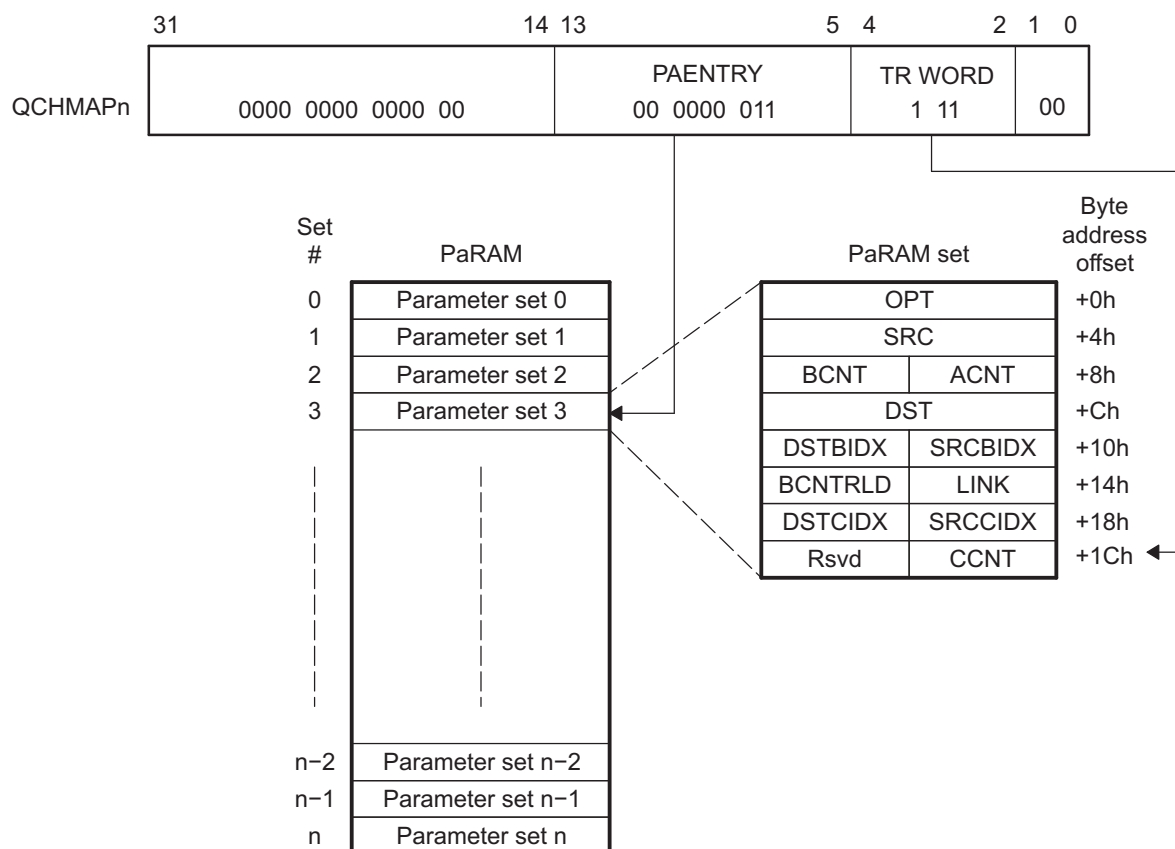 31 14 13 5 4 2 1 0
PAENTRY TR WORD
QCHMAPn 0000 0000 0000 00 00 0000 011 1 11 00
Set
#
PaRAM
0 Parameter set 0
1 Parameter set 1
2 Parameter set 2
3 Parameter set 3
n−2 Parameter set n−2
n−1 Parameter set n−1
n Parameter set n
PaRAM set
Byte
address
offset
OPT +0h
SRC +4h
BCNT ACNT +8h
DST +Ch
DSTBIDX SRCBIDX +10h
BCNTRLD LINK +14h
DSTCIDX SRCCIDX +18h
Rsvd CCNT +1Ch